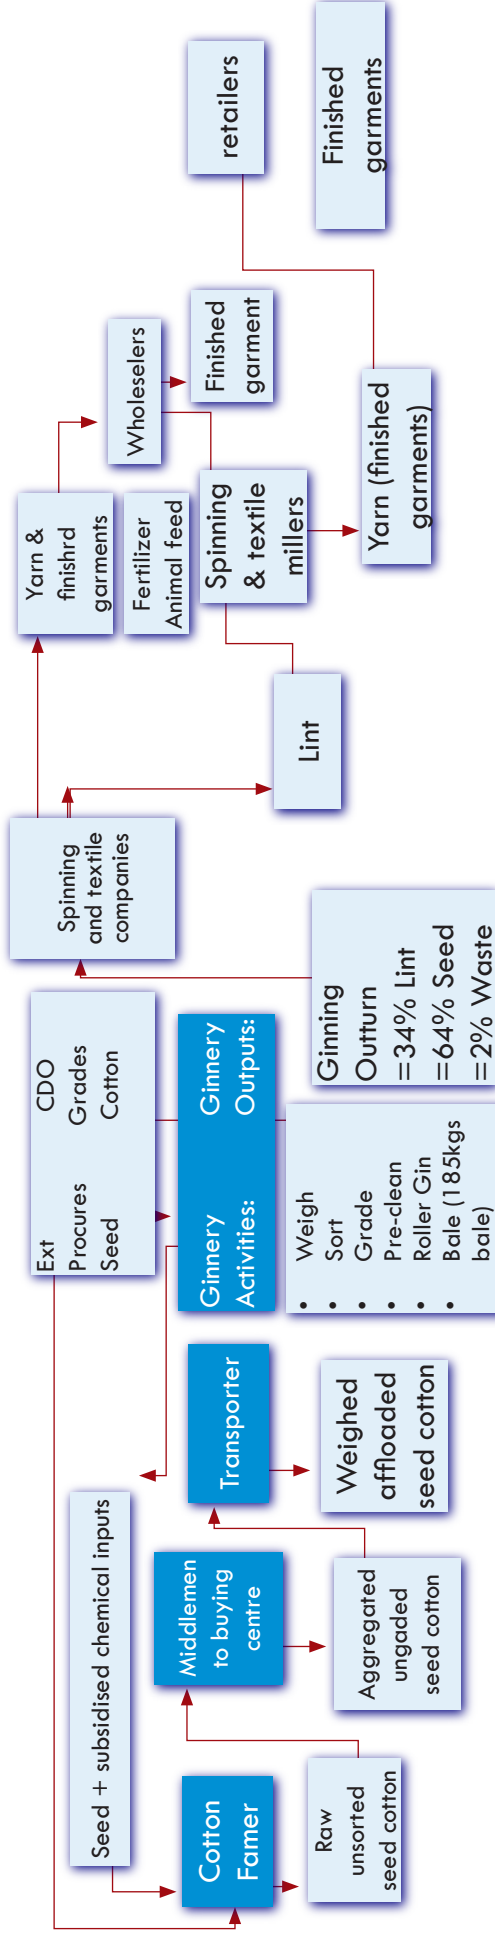 Seed + subsidised chemical inputs
Cotton
Famer
Raw
unsorted
seed cotton
Middlemen
to buying
centre
Aggregated
ungaded
seed cotton
Transporter
Weighed
affloaded
seed cotton
Ext CDO
Procures Grades
Seed Cotton
Ginnery Ginnery
Activities: Outputs:
• Weigh
• Sort
• Grade
• Pre-clean
• Roller Gin
• Bale (185kgs
bale)
Ginning
Outturn
=34% Lint
=64% Seed
=2% Waste
Spinning
and textile
companies
Lint
Yarn &
finishrd
garments
Fertilizer
Animal feed
Spinning
& textile
millers
Yarn (finished
garments)
Wholeselers
Finished
garment
retailers
Finished
garments